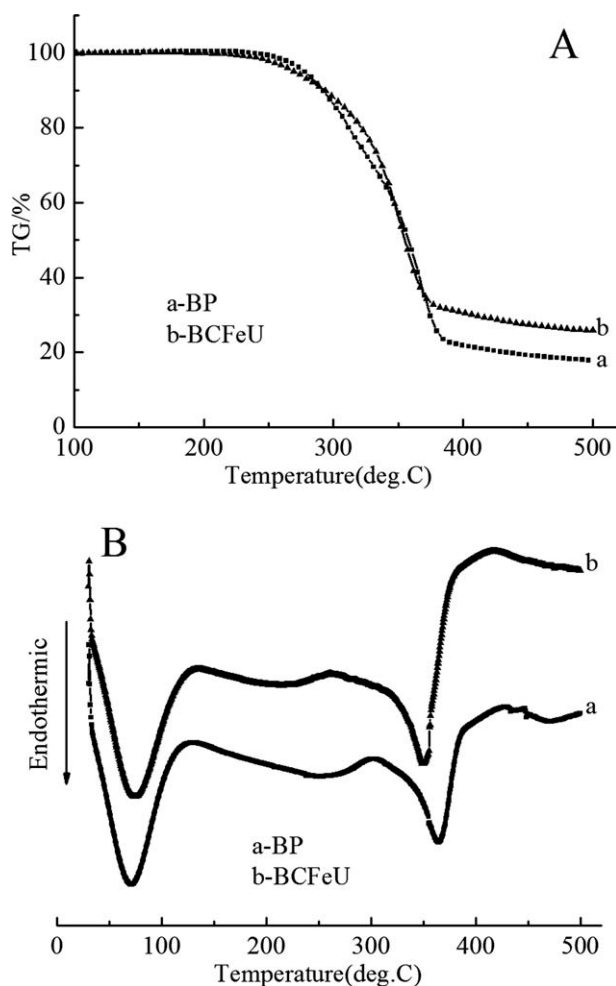 A
100
80
TG/%
60
40
20
0
a-BP
b-BCFeU
b
a
100 200 300 400 500
Temperature(deg.C)
B
b
Endothermic
a
a-BP
b-BCFeU
0 100 200 300 400 500
Temperature(deg.C)